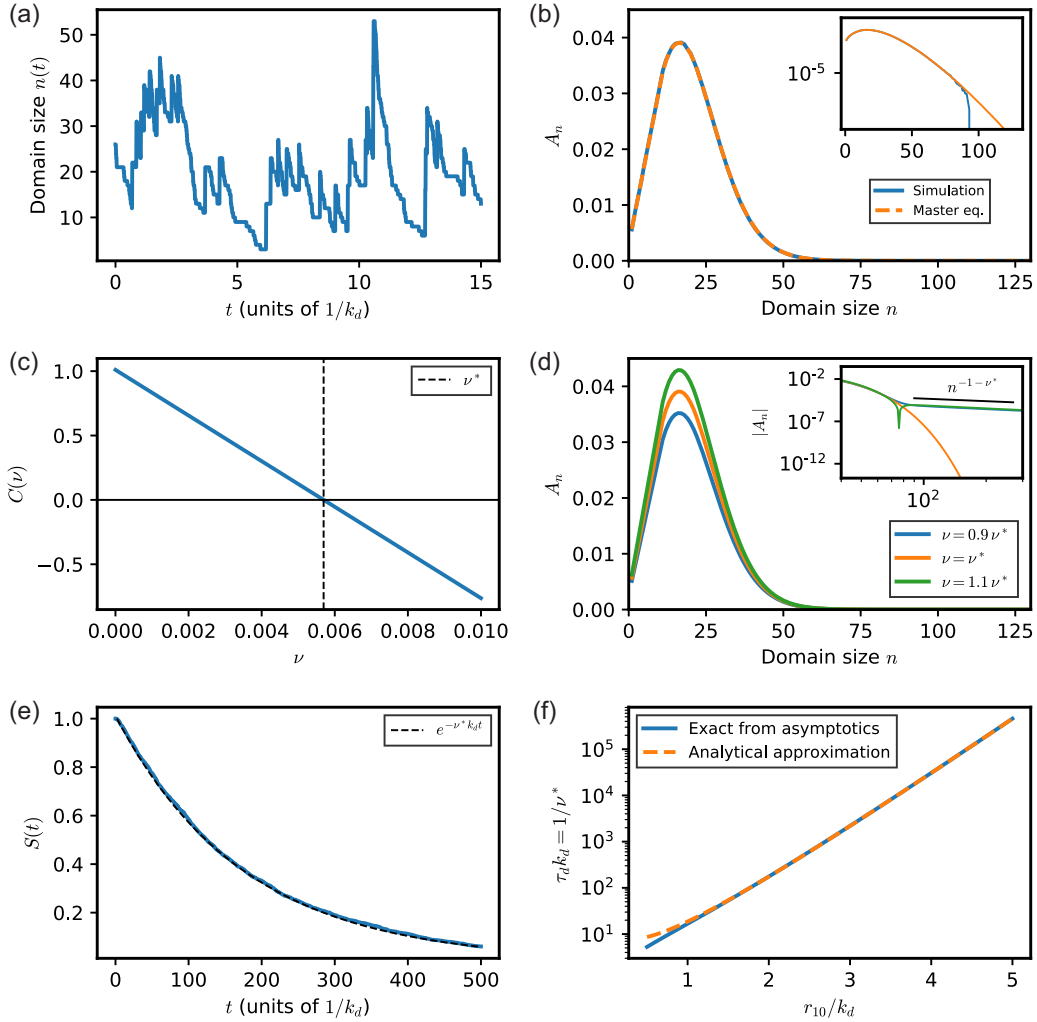 (a)
Domain size n(t)
50
40
30
20
10
0
5
10
15
t (units of 1/k_d)
(b)
A_n
0.04
0.03
0.02
0.01
0.00
0
25
50
75
100
125
Domain size n
10^{-5}
0
50
100
Simulation
Master eq.
(c)
C(ν)
1.0
0.5
0.0
−0.5
0.000
0.002
0.004
0.006
0.008
0.010
ν
ν^*
(d)
A_n
0.04
0.03
0.02
0.01
0.00
0
25
50
75
100
125
Domain size n
|A_n|
10^{-2}
10^{-7}
10^{-12}
10^2
n^{-1-ν^*}
ν = 0.9 ν^*
ν = ν^*
ν = 1.1 ν^*
(e)
S(t)
1.0
0.8
0.6
0.4
0.2
0
100
200
300
400
500
t (units of 1/k_d)
e^{-ν^* k_d t}
(f)
τ_d k_d = 1/ν^*
10^5
10^4
10^3
10^2
10^1
1
2
3
4
5
r_{10}/k_d
Exact from asymptotics
Analytical approximation